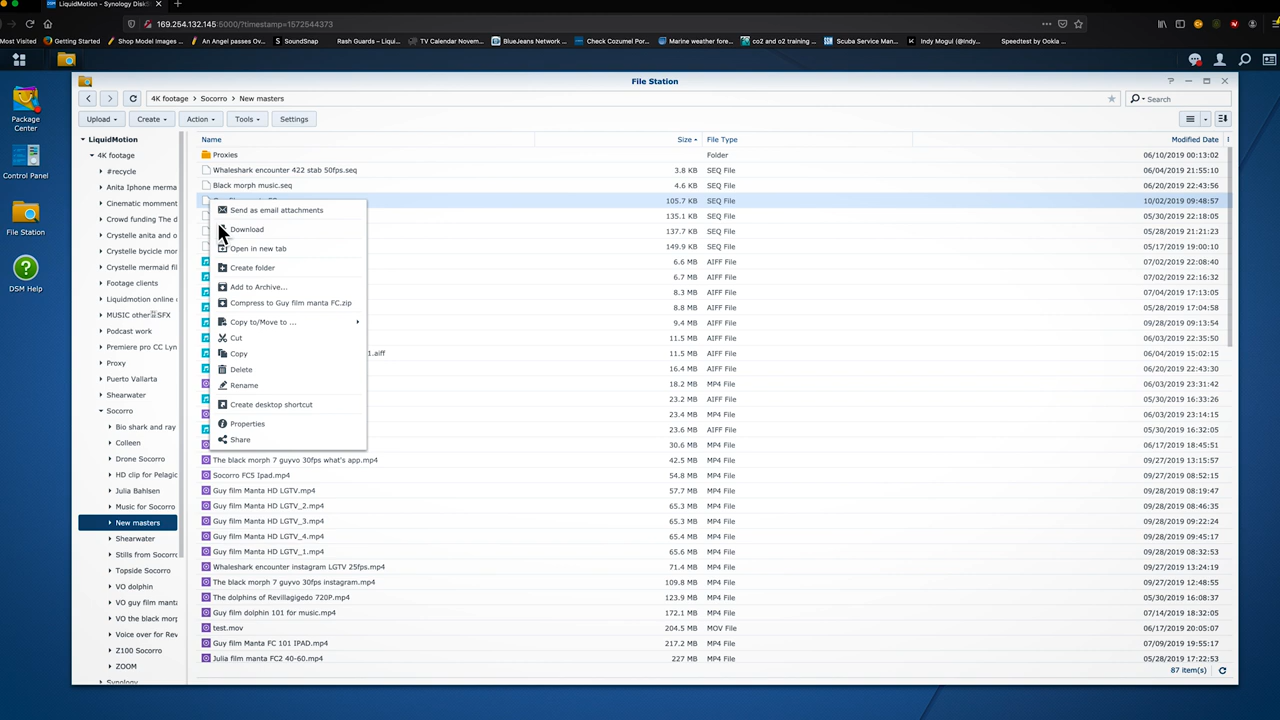 LiquidMotion - Synology DiskS
169.254.132.145:5000/?timestamp=1572544373
Most Visited Getting Started Shop Model Images ... An Angel passes Ov... SoundSnap Rash Guards – Liqui... TV Calendar Novem... BlueJeans Network ... Check Cozumel Por... Marine weather fore... co2 and o2 training ... Scuba Service Man... Indy Mogul (@Indy... Speedtest by Ookla ...
File Station
4K footage Socorro New masters Search
Upload Create Action Tools Settings
Package Center
Control Panel
File Station
DSM Help
LiquidMotion
4K footage
#recycle
Anita Iphone merma
Cinematic momment
Crowd funding The d
Crystelle anita and o
Crystelle bycicle mor
Crystelle mermaid fil
Footage clients
Liquidmotion online c
MUSIC other SFX
Podcast work
Premiere pro CC Lyn
Proxy
Puerto Vallarta
Shearwater
Socorro
Bio shark and ray
Colleen
Drone Socorro
HD clip for Pelagic
Julia Bahlsen
Music for Socorro
New masters
Shearwater
Stills from Socorro
Topside Socorro
VO dolphin
VO guy film manta
VO the black morp
Voice over for Rev
Z100 Socorro
ZOOM
Synology
Name Size File Type Modified Date
Proxies Folder 06/10/2019 00:13:02
Whaleshark encounter 422 stab 50fps.seq 3.8 KB SEQ File 06/21/2019 21:55:10
Black morph music.seq 4.6 KB SEQ File 06/20/2019 22:43:56
105.7 KB SEQ File 10/02/2019 09:48:57
135.1 KB SEQ File 05/30/2019 22:18:05
137.7 KB SEQ File 05/28/2019 21:21:23
149.9 KB SEQ File 05/17/2019 19:00:10
6.6 MB AIFF File 07/02/2019 22:08:40
6.7 MB AIFF File 07/02/2019 22:16:32
8.3 MB AIFF File 07/04/2019 17:13:05
8.8 MB AIFF File 07/04/2019 17:08:58
9.4 MB AIFF File 09/28/2019 09:13:54
11.5 MB AIFF File 06/03/2019 22:35:50
1.aiff 11.5 MB AIFF File 06/04/2019 15:02:15
16.4 MB AIFF File 06/20/2019 22:43:30
18.2 MB MP4 File 06/03/2019 23:31:42
23.2 MB AIFF File 05/30/2019 16:33:26
23.4 MB MP4 File 06/03/2019 23:14:15
29.6 MB AIFF File 05/30/2019 16:32:05
30.6 MB MP4 File 06/17/2019 18:45:51
The black morph 7 guyvo 30fps what's app.mp4 42.5 MB MP4 File 09/27/2019 13:15:57
Socorro FC5 Ipad.mp4 54.8 MB MP4 File 09/27/2019 08:52:15
Guy film Manta HD LGTV.mp4 57.7 MB MP4 File 09/28/2019 08:19:47
Guy film Manta HD LGTV_2.mp4 65.3 MB MP4 File 09/28/2019 08:46:35
Guy film Manta HD LGTV_3.mp4 65.3 MB MP4 File 09/28/2019 09:22:24
Guy film Manta HD LGTV_4.mp4 65.4 MB MP4 File 09/28/2019 09:45:17
Guy film Manta HD LGTV_1.mp4 65.6 MB MP4 File 09/28/2019 08:32:53
Whaleshark encounter instagram LGTV 25fps.mp4 71.4 MB MP4 File 09/27/2019 13:24:19
The black morph 7 guyvo 30fps instagram.mp4 109.8 MB MP4 File 09/27/2019 12:48:55
The dolphins of Revillagigedo 720P.mp4 123.9 MB MP4 File 05/30/2019 16:08:37
Guy film dolphin 101 for music.mp4 172.1 MB MP4 File 07/14/2019 18:32:05
test.mov 204.5 MB MOV File 06/17/2019 20:05:07
Guy film Manta FC 101 IPAD.mp4 217.2 MB MP4 File 07/09/2019 19:55:17
Julia film manta FC2 40-60.mp4 227 MB MP4 File 05/28/2019 17:22:53
Send as email attachments
Download
Open in new tab
Create folder
Add to Archive...
Compress to Guy film manta FC.zip
Copy to/Move to ...
Cut
Copy
Delete
Rename
Create desktop shortcut
Properties
Share
87 item(s)